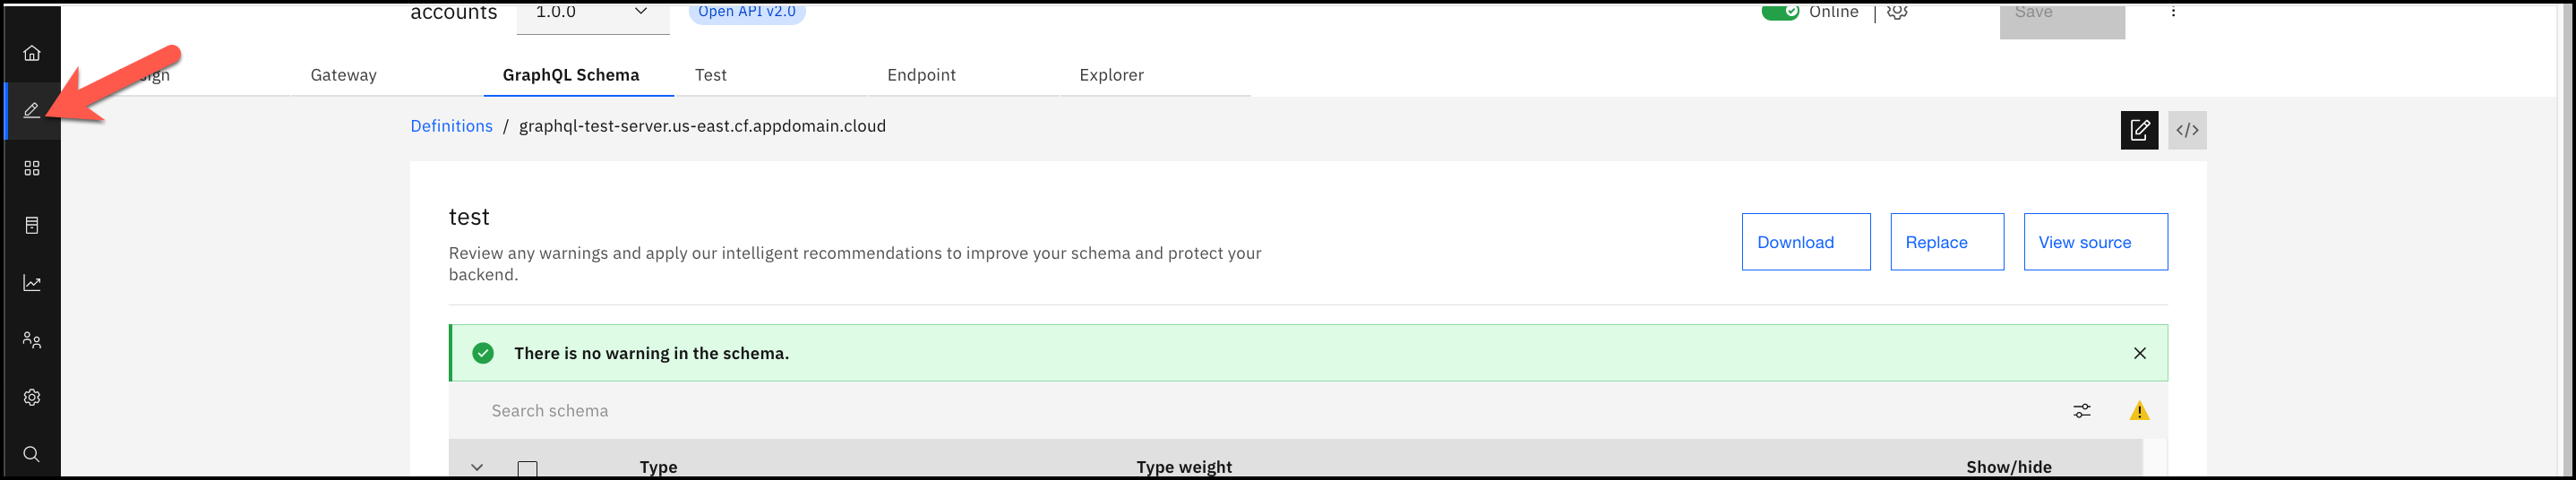 accounts 1.0.0 Open API v2.0 Online Save
Gateway GraphQL Schema Test Endpoint Explorer
Definitions / graphql-test-server.us-east.cf.appdomain.cloud </>
test
Download Replace View source
Review any warnings and apply our intelligent recommendations to improve your schema and protect your
backend.
There is no warning in the schema.
Search schema
Type Type weight Show/hide